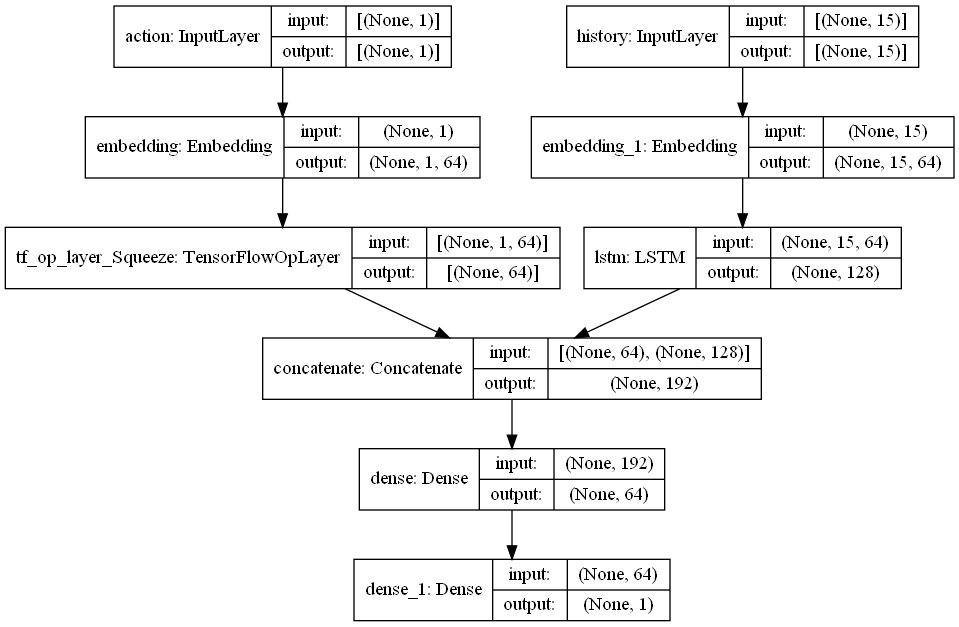 action: InputLayer
input: [(None, 1)]
output: [(None, 1)]
history: InputLayer
input: [(None, 15)]
output: [(None, 15)]
embedding: Embedding
input: (None, 1)
output: (None, 1, 64)
embedding_1: Embedding
input: (None, 15)
output: (None, 15, 64)
tf_op_layer_Squeeze: TensorFlowOpLayer
input: [(None, 1, 64)]
output: [(None, 64)]
lstm: LSTM
input: (None, 15, 64)
output: (None, 128)
concatenate: Concatenate
input: [(None, 64), (None, 128)]
output: (None, 192)
dense: Dense
input: (None, 192)
output: (None, 64)
dense_1: Dense
input: (None, 64)
output: (None, 1)